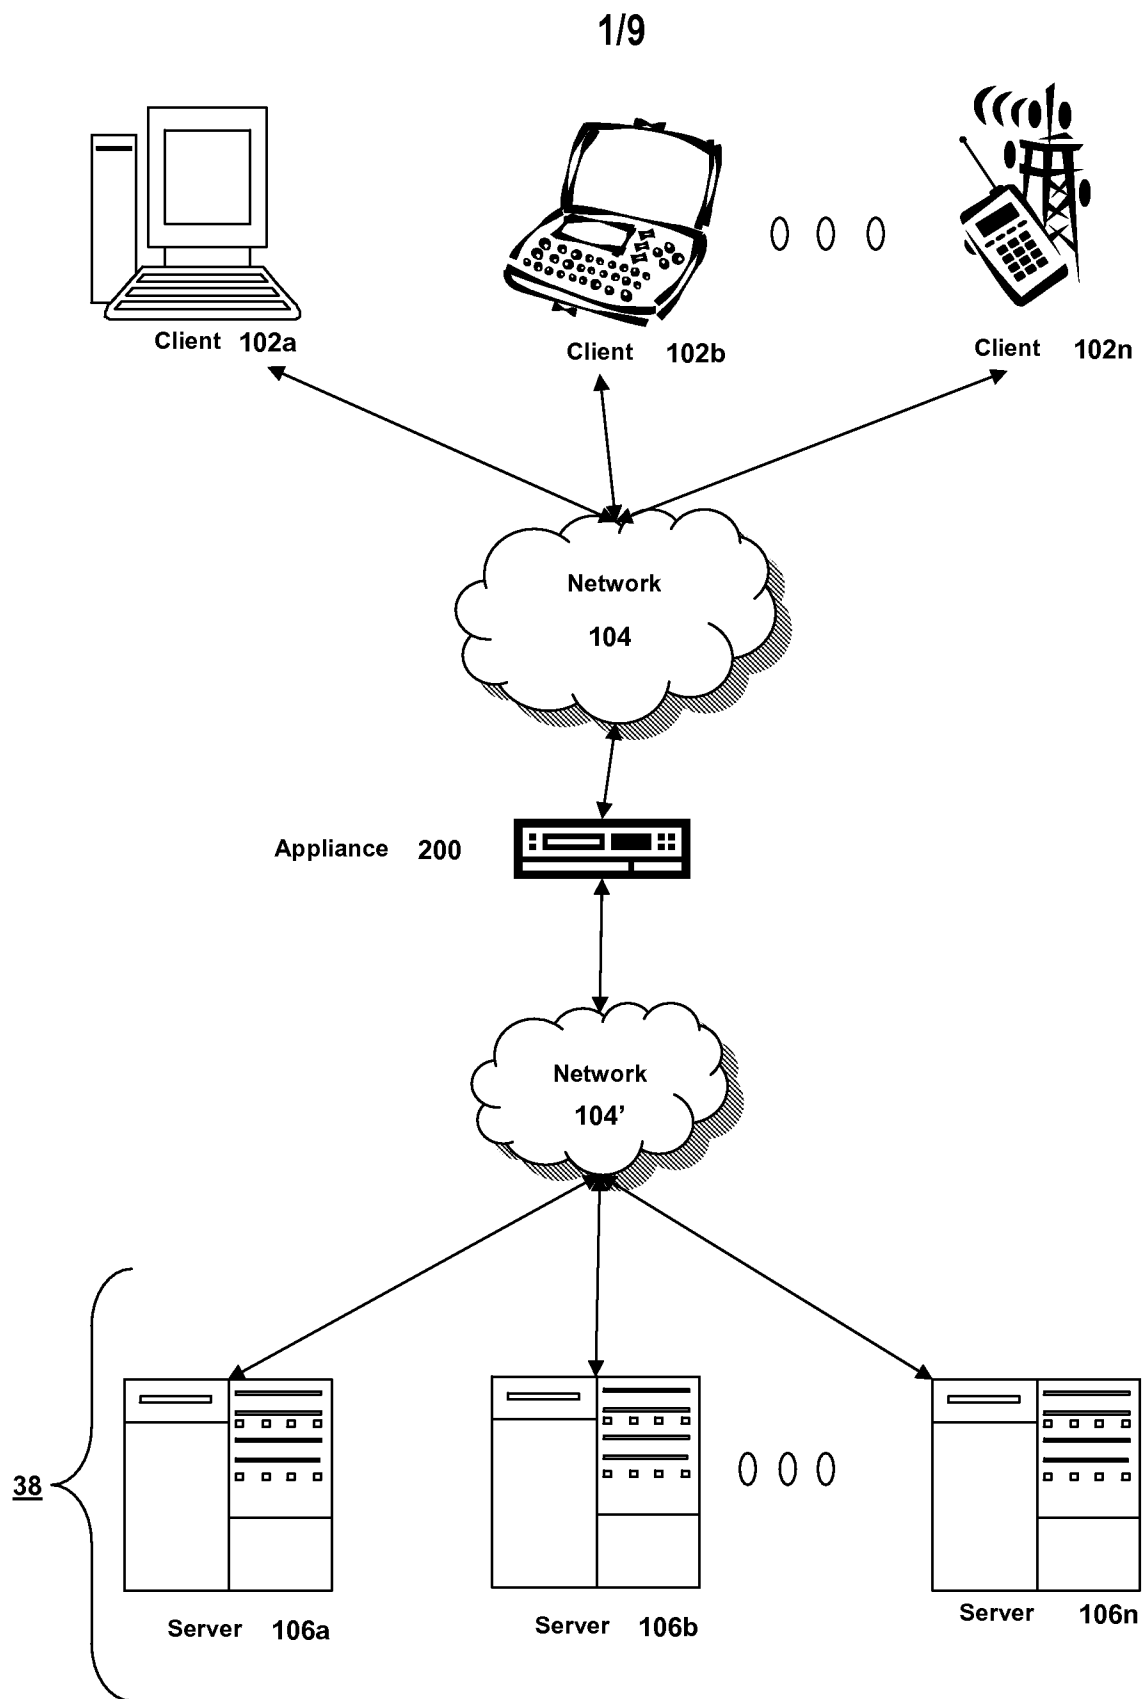 1/9
Client 102a
Client 102b
Client 102n
Network
104
Appliance 200
Network
104’
38
Server 106a
Server 106b
Server 106n